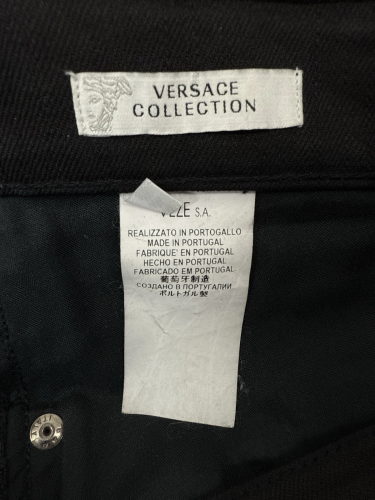 VERSACE
COLLECTION
S.A.
REALIZZATO IN PORTOGALLO
MADE IN PORTUGAL
FABRIQUE' EN PORTUGAL
HECHO EN PORTUGAL
FABRICADO EM PORTUGAL
葡萄牙制造
СОЗДАНО В ПОРТУГАЛИИ
ポルトガル製